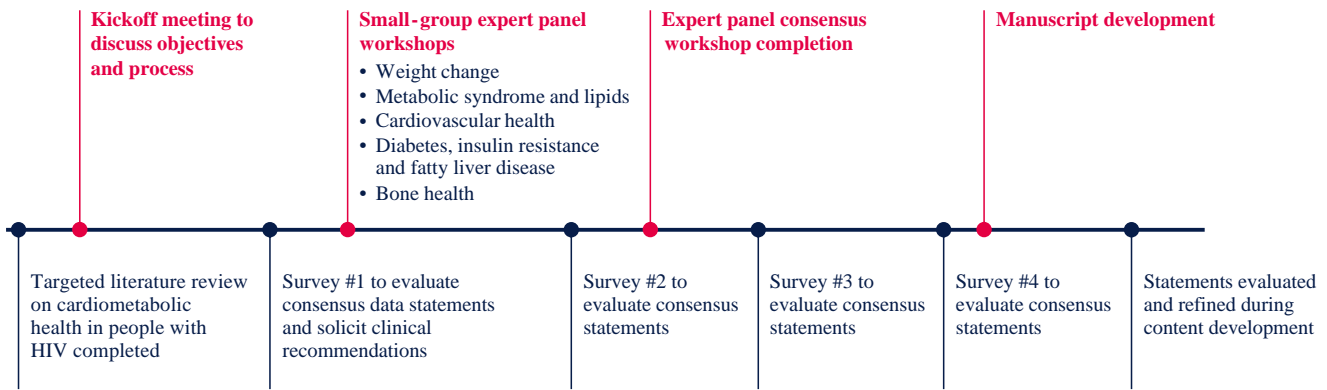 Kickoff meeting to
discuss objectives
and process
Small-group expert panel
workshops
• Weight change
• Metabolic syndrome and lipids
• Cardiovascular health
• Diabetes, insulin resistance
and fatty liver disease
• Bone health
Expert panel consensus
workshop completion
Manuscript development
Targeted literature review
on cardiometabolic
health in people with
HIV completed
Survey #1 to evaluate
consensus data statements
and solicit clinical
recommendations
Survey #2 to
evaluate consensus
statements
Survey #3 to
evaluate consensus
statements
Survey #4 to
evaluate consensus
statements
Statements evaluated
and refined during
content development